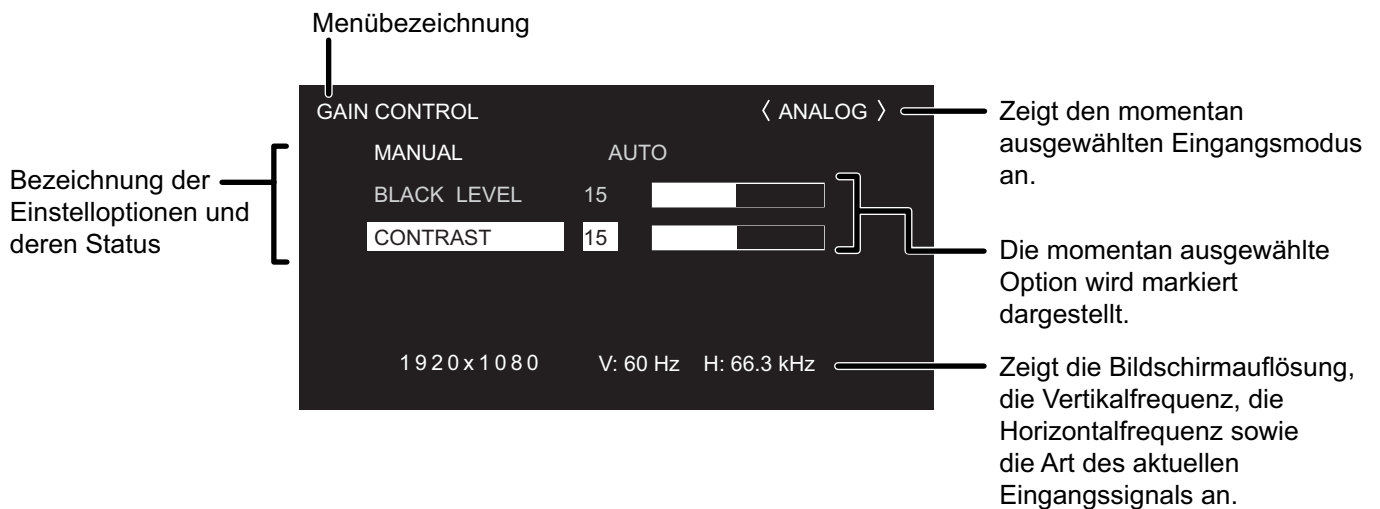 Menübezeichnung
GAIN CONTROL 〈 ANALOG 〉
MANUAL AUTO
BLACK LEVEL 15
CONTRAST 15
1920x1080 V: 60 Hz H: 66.3 kHz
Bezeichnung der
Einstelloptionen und
deren Status
Zeigt den momentan
ausgewählten Eingangsmodus
an.
Die momentan ausgewählte
Option wird markiert
dargestellt.
Zeigt die Bildschirmauflösung,
die Vertikalfrequenz, die
Horizontalfrequenz sowie
die Art des aktuellen
Eingangssignals an.